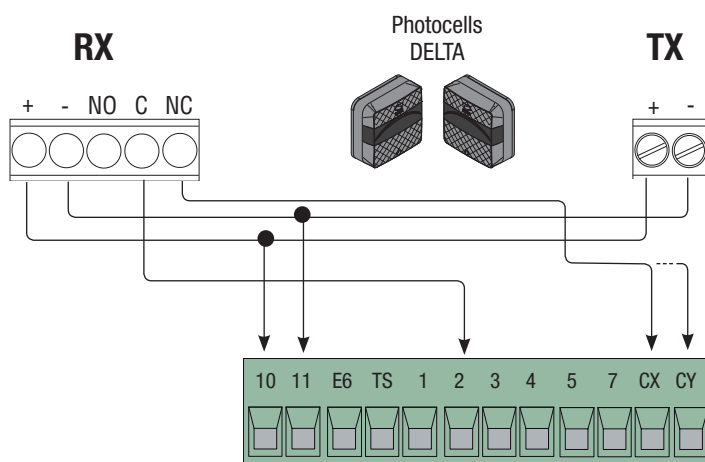 Photocells
DELTA
RX
TX
+ - NO C NC
+ -
10 11 E6 TS 1 2 3 4 5 7 CX CY